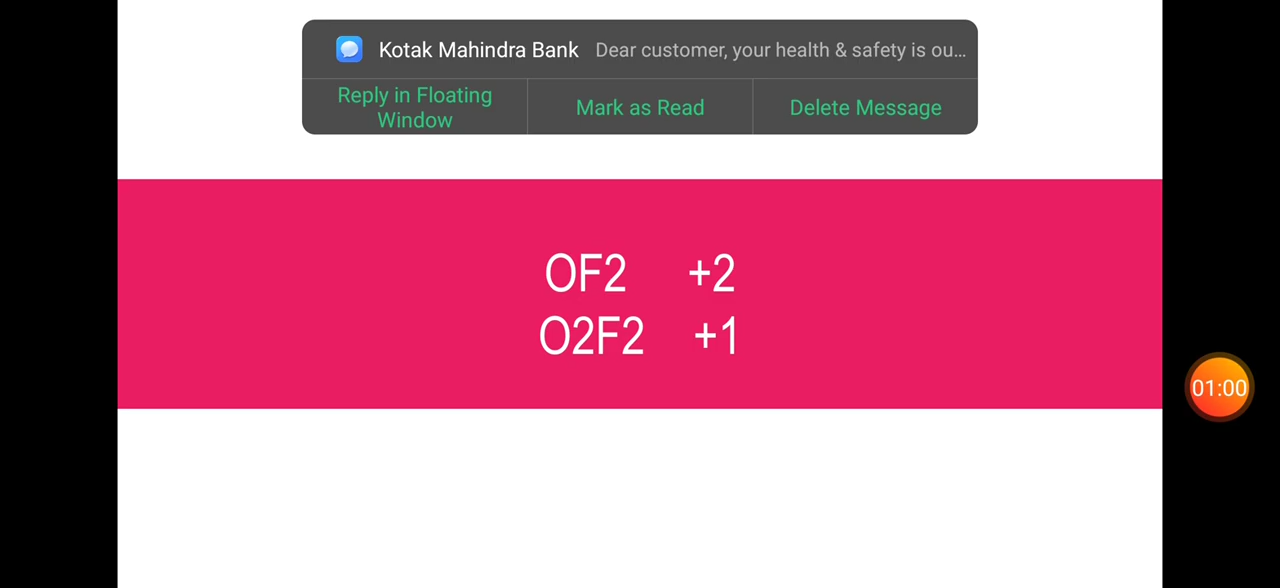 Kotak Mahindra Bank Dear customer, your health & safety is ou...
Reply in Floating
Window
Mark as Read
Delete Message
OF2 +2
O2F2 +1
01:00